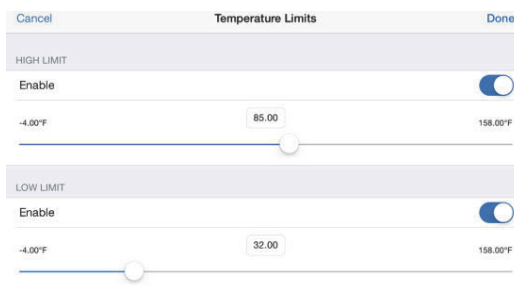 Cancel Temperature Limits Done
HIGH LIMIT
Enable
-4.00°F 85.00 158.00°F
LOW LIMIT
Enable
-4.00°F 32.00 158.00°F